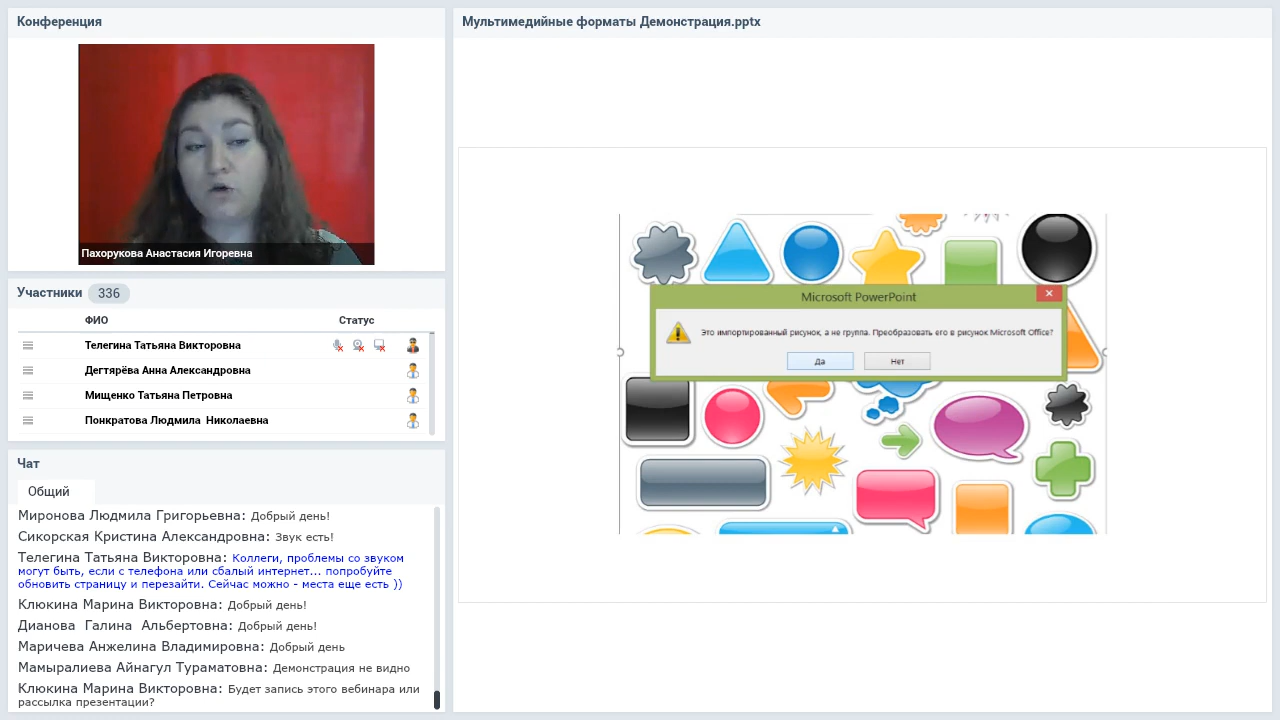 Конференция
Пахорукова Анастасия Игоревна
Участники 336
ФИО Статус
Телегина Татьяна Викторовна
Дегтярёва Анна Александровна
Мищенко Татьяна Петровна
Понкратова Людмила Николаевна
Чат
Общий
Миронова Людмила Григорьевна: Добрый день!
Сикорская Кристина Александровна: Звук есть!
Телегина Татьяна Викторовна: Коллеги, проблемы со звуком
могут быть, если с телефона или сбалый интернет... попробуйте
обновить страницу и перезайти. Сейчас можно - места еще есть ))
Клюкина Марина Викторовна: Добрый день!
Дианова Галина Альбертовна: Добрый день!
Маричева Анжелина Владимировна: Добрый день
Мамыралиева Айнагул Тураматовна: Демонстрация не видно
Клюкина Марина Викторовна: Будет запись этого вебинара или
рассылка презентации?
Мультимедийные форматы Демонстрация.pptx
Microsoft PowerPoint
Это импортированный рисунок, а не группа. Преобразовать его в рисунок Microsoft Office?
Да Нет